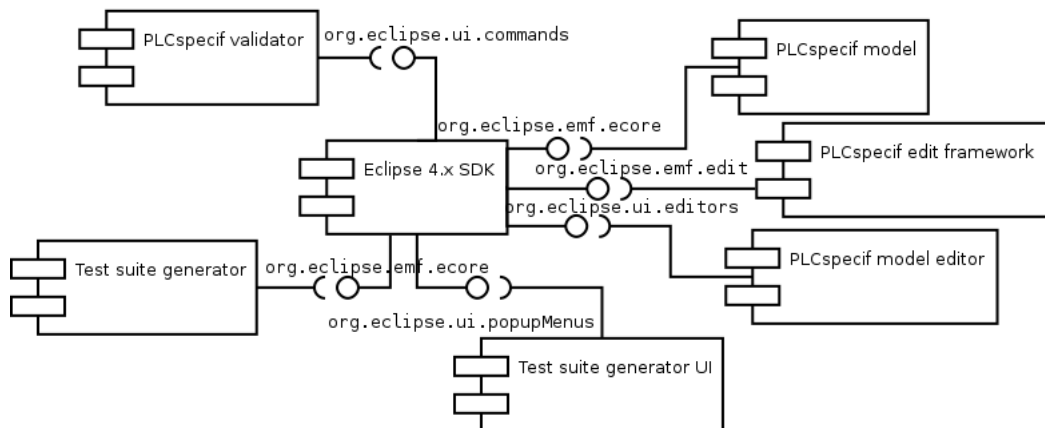 PLCspecif validator
org.eclipse.ui.commands
PLCspecif model
org.eclipse.emf.ecore
PLCspecif edit framework
Eclipse 4.x SDK
org.eclipse.emf.edit
org.eclipse.ui.editors
PLCspecif model editor
Test suite generator
org.eclipse.emf.ecore
org.eclipse.ui.popupMenus
Test suite generator UI